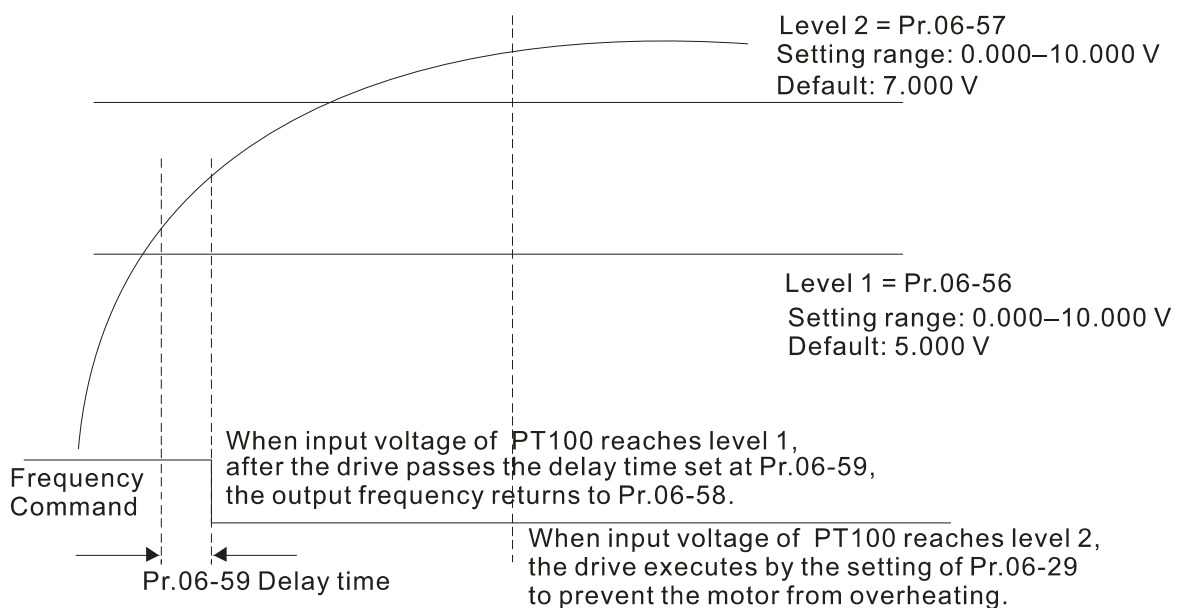 Level 2 = Pr.06-57
Setting range: 0.000–10.000 V
Default: 7.000 V
Level 1 = Pr.06-56
Setting range: 0.000–10.000 V
Default: 5.000 V
When input voltage of PT100 reaches level 1,
after the drive passes the delay time set at Pr.06-59,
the output frequency returns to Pr.06-58.
Frequency
Command
When input voltage of PT100 reaches level 2,
the drive executes by the setting of Pr.06-29
to prevent the motor from overheating.
Pr.06-59 Delay time